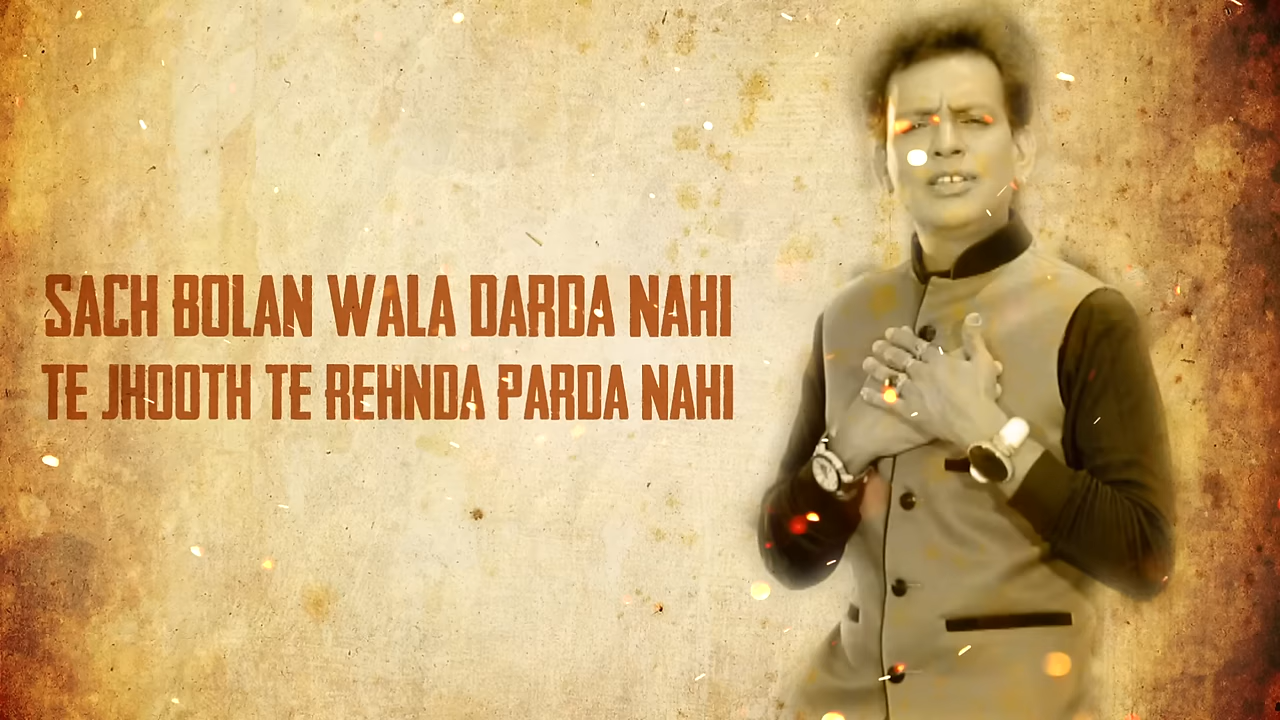 SACH BOLAN WALA DARDA NAHI
TE JHOOTH TE REHNDA PARDA NAHI